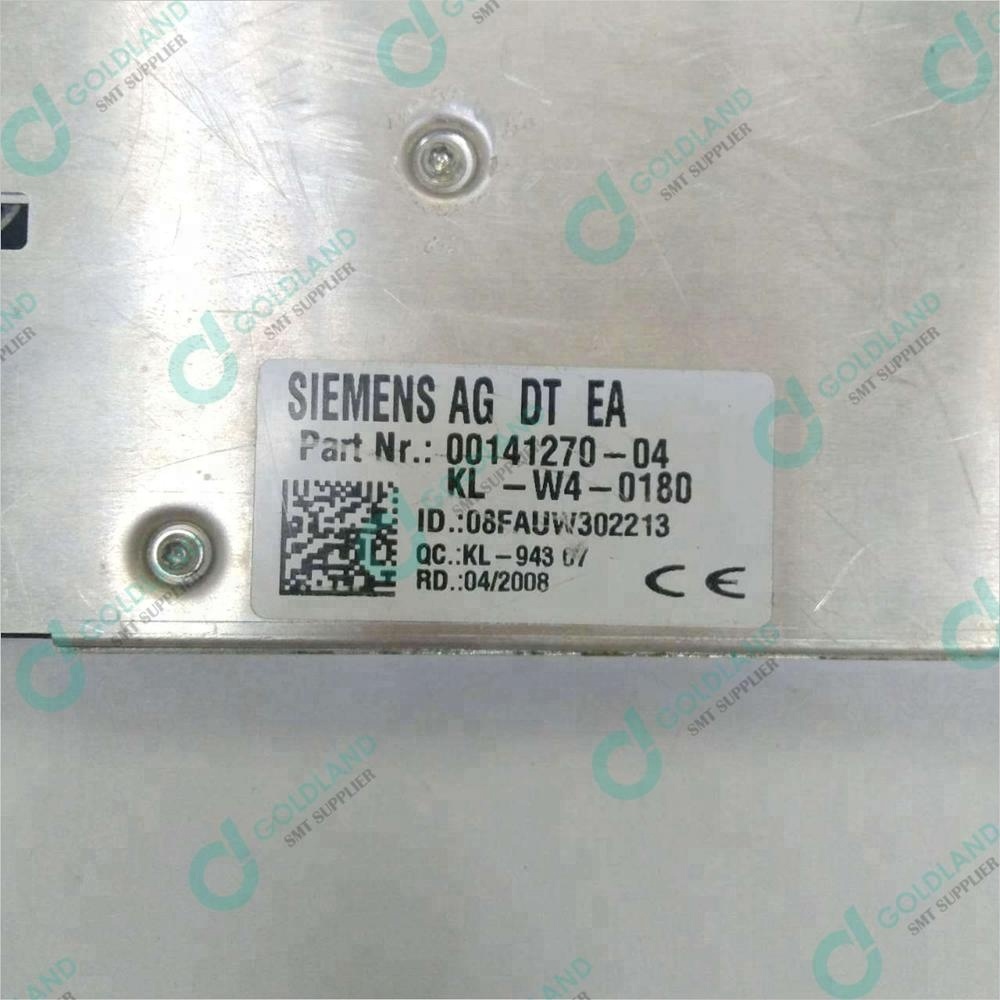 SIEMENS AG DT EA
Part Nr.: 00141270-04
KL -W4-0180
ID.:08FAUW302213
QC.:KL-943 07
RD.:04/2008
CE
GOLDLAND
SMT SUPPLIER